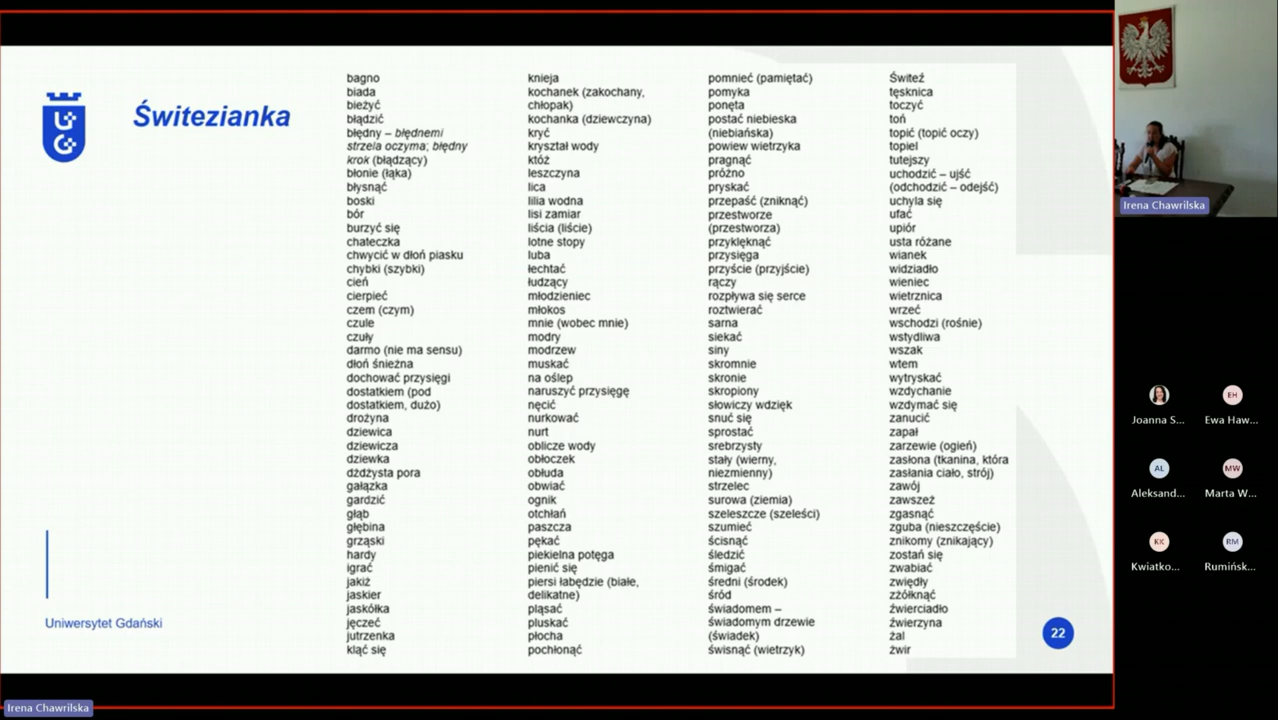 Świtezianka
bagno
biada
bieżyć
błądzić
błędny – błędnemi
strzela oczyma; błędny
krok (błądzący)
błonie (łąka)
błysnąć
boski
bór
burzyć się
chateczka
chwycić w dłoń piasku
chybki (szybki)
cień
cierpieć
czem (czym)
czule
czuły
darmo (nie ma sensu)
dłoń śnieżna
dochować przysięgi
dostatkiem (pod
dostatkiem, dużo)
drożyna
dziewica
dziewicza
dziewka
dżdżysta pora
gałązka
gardzić
głąb
głębina
grząski
hardy
igrać
jakiż
jaskier
jaskółka
jęczeć
jutrzenka
kląć się
knieja
kochanek (zakochany,
chłopak)
kochanka (dziewczyna)
kryć
kryształ wody
któż
leszczyna
lica
lilia wodna
lisi zamiar
liścia (liście)
lotne stopy
luba
łechtać
łudzący
młodzieniec
młokos
mnie (wobec mnie)
modry
modrzew
muskać
na oślep
naruszyć przysięgę
nęcić
nurkować
nurt
oblicze wody
obłoczek
obłuda
obwiać
ognik
otchłań
paszcza
pękać
piekielna potęga
pienić się
piersi łabędzie (białe,
delikatne)
pląsać
pluskać
płocha
pochłonąć
pomnieć (pamiętać)
pomyka
ponęta
postać niebieska
(niebiańska)
powiew wietrzyka
pragnąć
próżno
pryskać
przepaść (zniknąć)
przestworze
(przestworza)
przyklęknąć
przysięga
przyście (przyjście)
rączy
rozpływa się serce
roztwierać
sarna
siekać
siny
skromnie
skronie
skropiony
słowiczy wdzięk
snuć się
sprostać
srebrzysty
stały (wierny,
niezmienny)
strzelec
surowa (ziemia)
szeleszcze (szeleści)
szumieć
ścisnąć
śledzić
śmigać
średni (środek)
śród
świadomem –
świadomym drzewie
(świadek)
świsnąć (wietrzyk)
Świteź
tęsknica
toczyć
toń
topić (topić oczy)
topiel
tutejszy
uchodzić – ujść
(odchodzić – odejść)
uchyla się
ufać
upiór
usta różane
wianek
widziadło
wieniec
wietrznica
wrzeć
wschodzi (rośnie)
wstydliwa
wszak
wtem
wytryskać
wzdychanie
wzdymać się
zanucić
zapał
zarzewie (ogień)
zasłona (tkanina, która
zasłania ciało, strój)
zawój
zawszeż
zgasnąć
zguba (nieszczęście)
znikomy (znikający)
zostań się
zwabiać
zwiędły
zżółknąć
źwierciadło
źwierzyna
żal
żwir
Uniwersytet Gdański
22
Irena Chawrilska
Irena Chawrilska
Joanna S...
Ewa Haw...
EH
AL
MW
Aleksand...
Marta W...
KK
RM
Kwiatko...
Rumińsk...